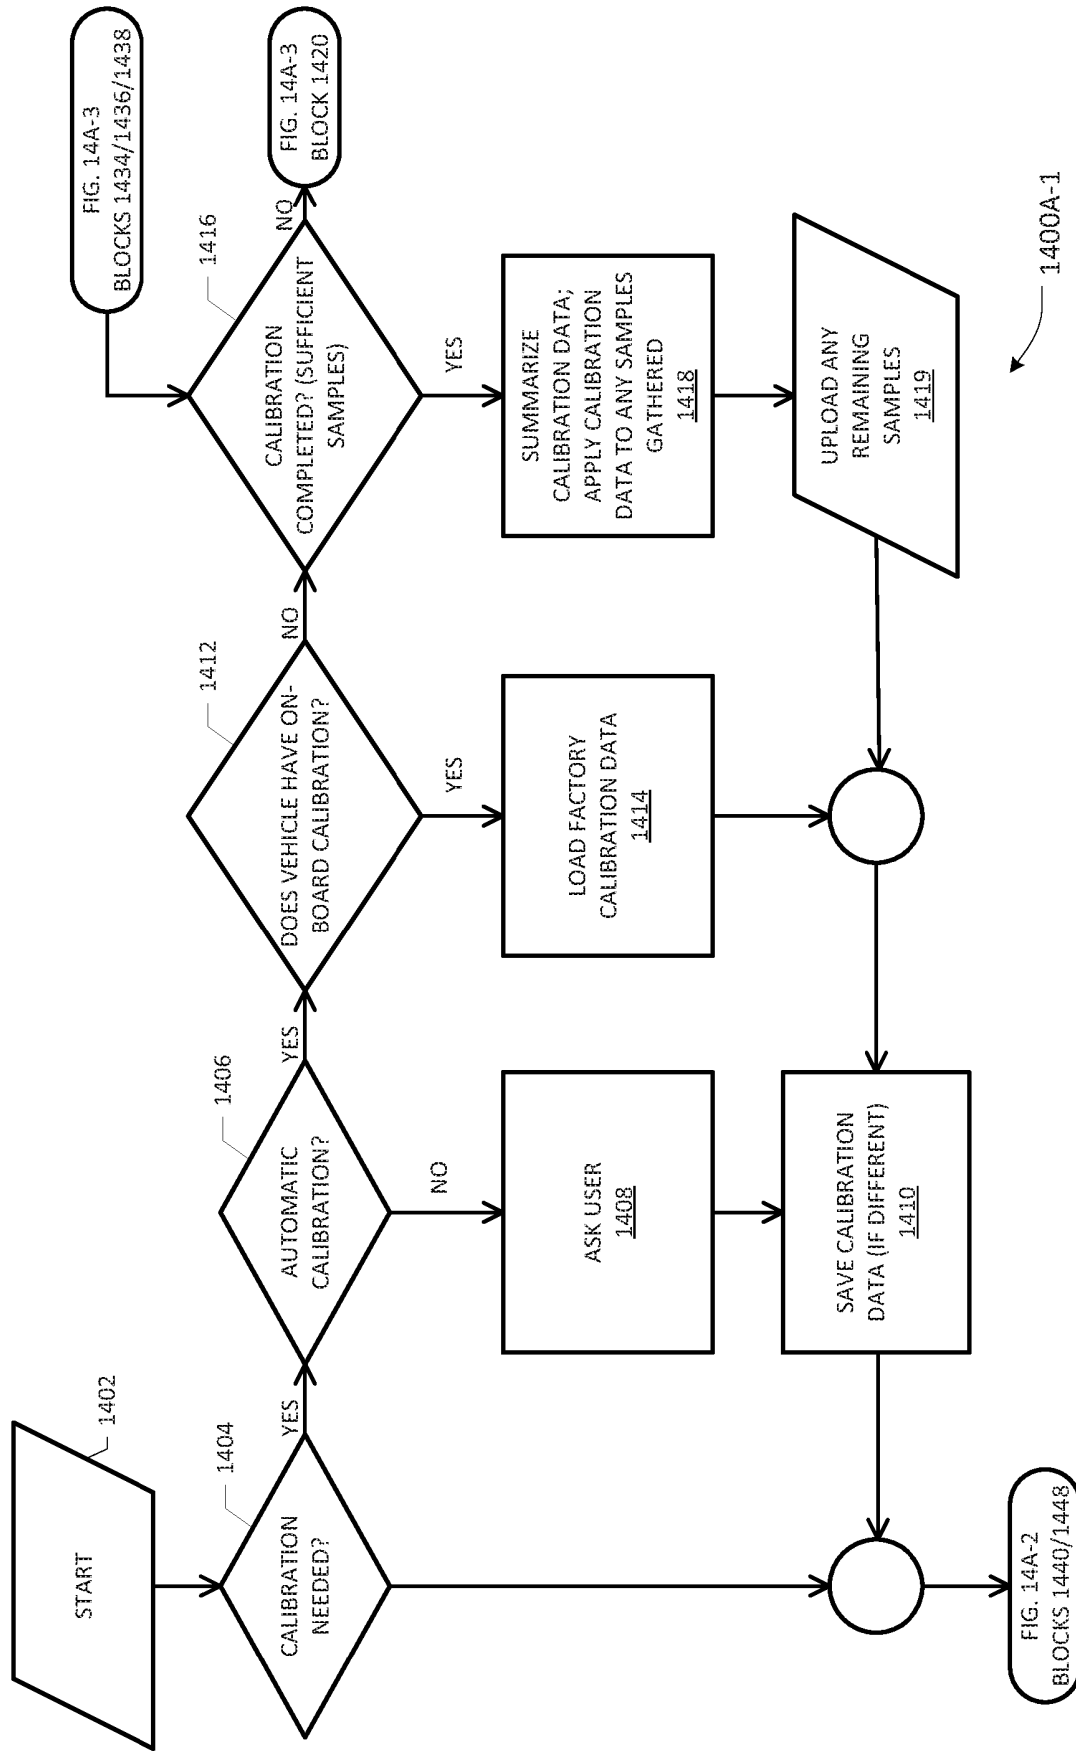 START
1402
CALIBRATION
NEEDED?
1404
YES
AUTOMATIC
CALIBRATION?
1406
YES
NO
DOES VEHICLE HAVE ON-
BOARD CALIBRATION?
1412
NO
YES
FIG. 14A-3
BLOCKS 1434/1436/1438
CALIBRATION
COMPLETED? (SUFFICIENT
SAMPLES)
1416
NO
FIG. 14A-3
BLOCK 1420
YES
ASK USER
1408
LOAD FACTORY
CALIBRATION DATA
1414
SUMMARIZE
CALIBRATION DATA;
APPLY CALIBRATION
DATA TO ANY SAMPLES
GATHERED
1418
SAVE CALIBRATION
DATA (IF DIFFERENT)
1410
UPLOAD ANY
REMAINING
SAMPLES
1419
FIG. 14A-2
BLOCKS 1440/1448
1400A-1